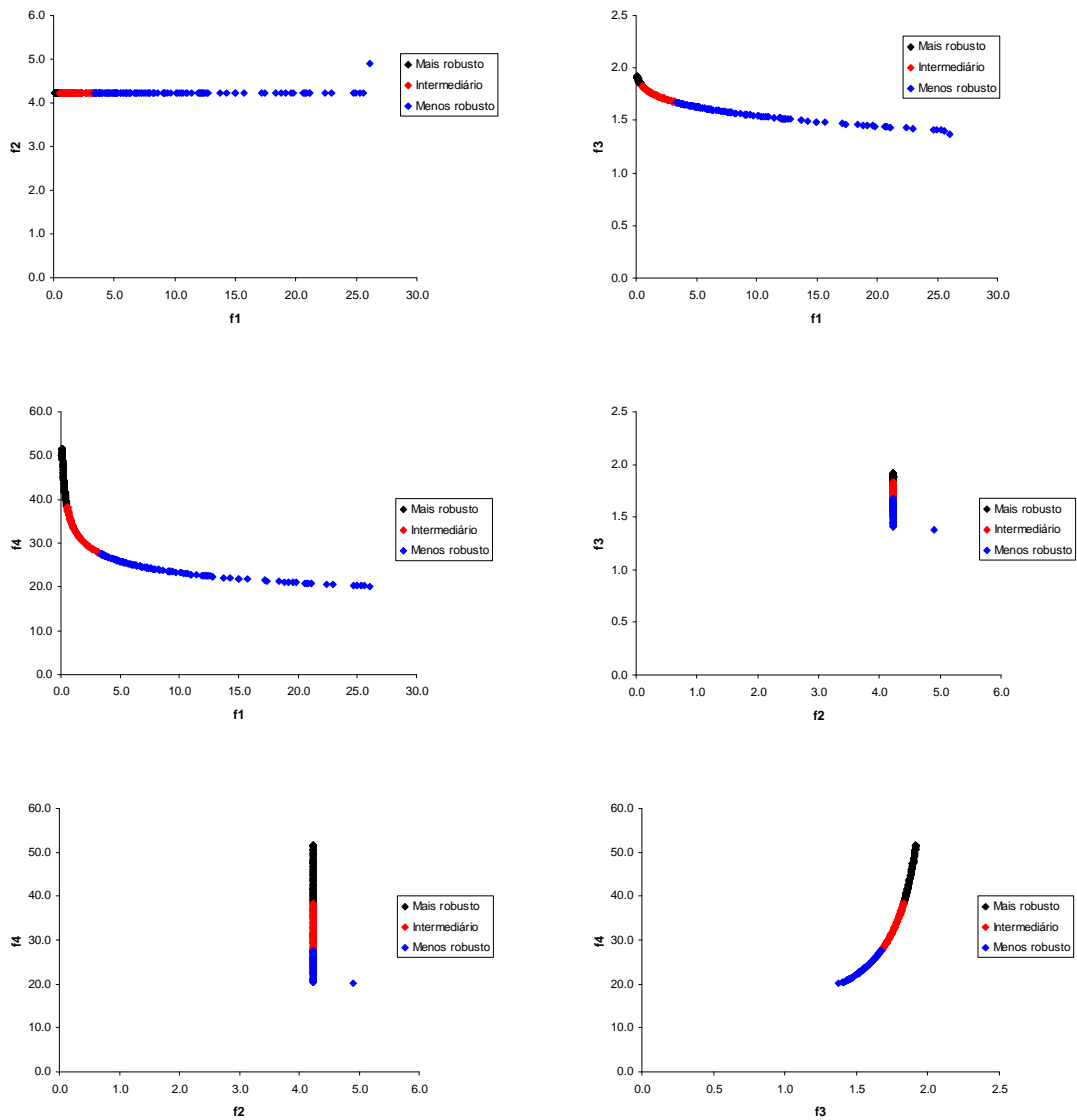 6.0
5.0
4.0
f2
3.0
2.0
1.0
0.0
0.0 5.0 10.0 15.0 20.0 25.0 30.0
f1
Mais robusto
Intermediário
Menos robusto
2.5
2.0
1.5
f3
1.0
0.5
0.0
0.0 5.0 10.0 15.0 20.0 25.0 30.0
f1
Mais robusto
Intermediário
Menos robusto
60.0
50.0
40.0
f4
30.0
20.0
10.0
0.0
0.0 5.0 10.0 15.0 20.0 25.0 30.0
f1
Mais robusto
Intermediário
Menos robusto
2.5
2.0
1.5
f3
1.0
0.5
0.0
0.0 1.0 2.0 3.0 4.0 5.0 6.0
f2
Mais robusto
Intermediário
Menos robusto
60.0
50.0
40.0
f4
30.0
20.0
10.0
0.0
0.0 1.0 2.0 3.0 4.0 5.0 6.0
f2
Mais robusto
Intermediário
Menos robusto
60.0
50.0
40.0
f4
30.0
20.0
10.0
0.0
0.0 0.5 1.0 1.5 2.0 2.5
f3
Mais robusto
Intermediário
Menos robusto